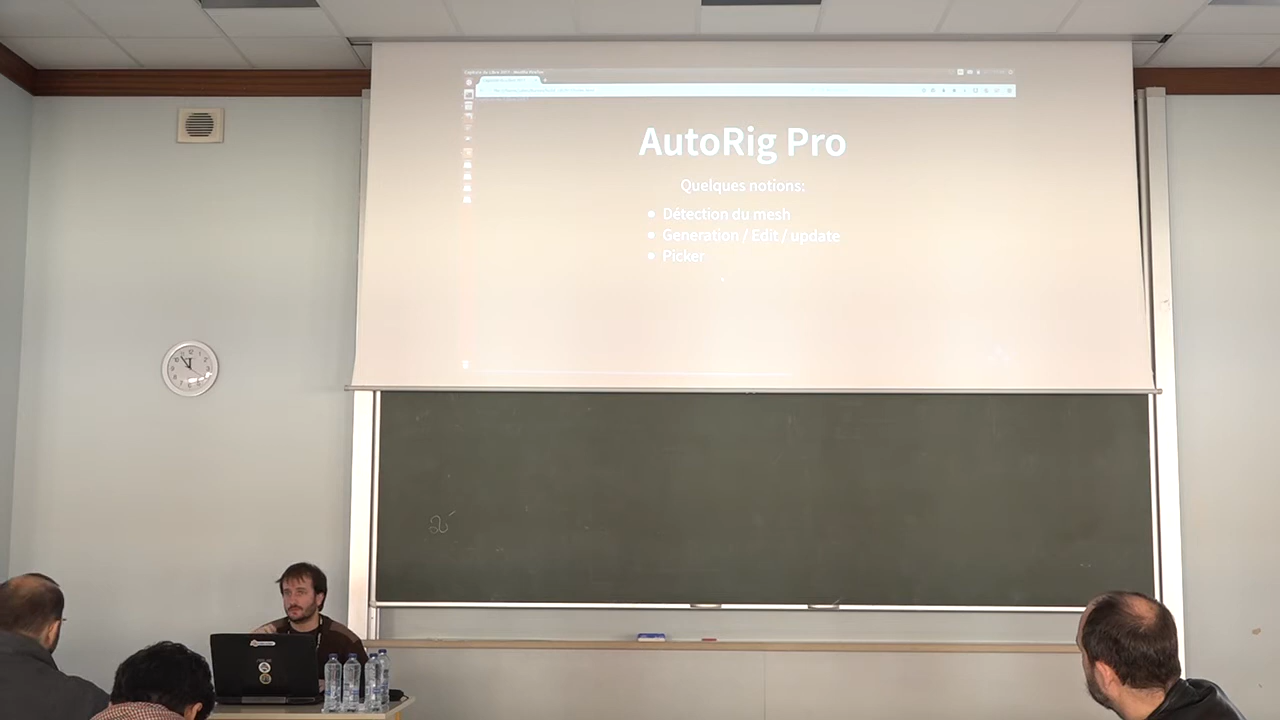 AutoRig Pro
Quelques notions:
Détection du mesh
Generation / Edit / update
Picker